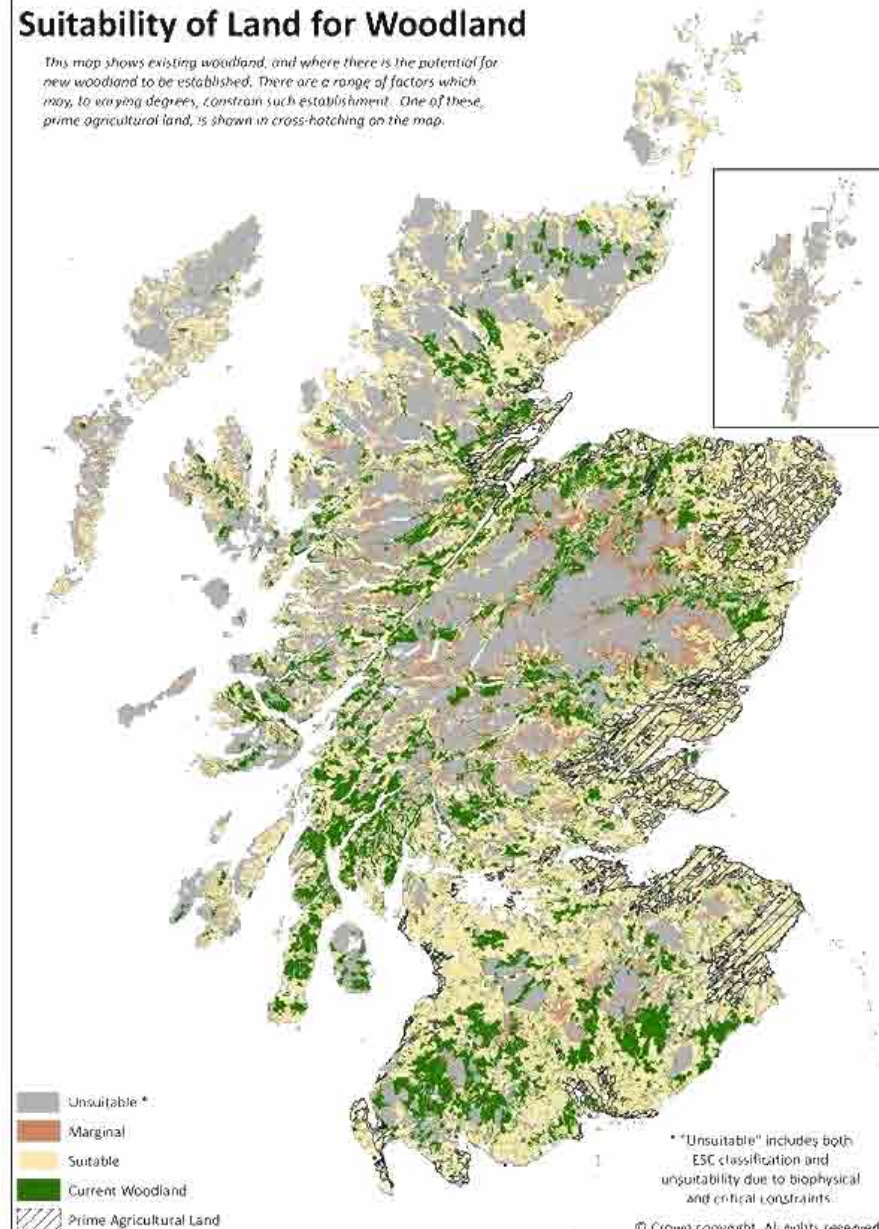 Suitability of Land for Woodland
This map shows existing woodland, and where there is the potential for
new woodland to be established. There are a range of factors which
may, to varying degrees, constrain such establishment. One of these,
prime agricultural land, is shown in cross-hatching on the map.
Unsuitable *
Marginal
Suitable
Current Woodland
Prime Agricultural Land
* "Unsuitable" includes both
ESC classification and
unsuitability due to biophysical
and critical constraints.
© Crown copyright. All rights reserved